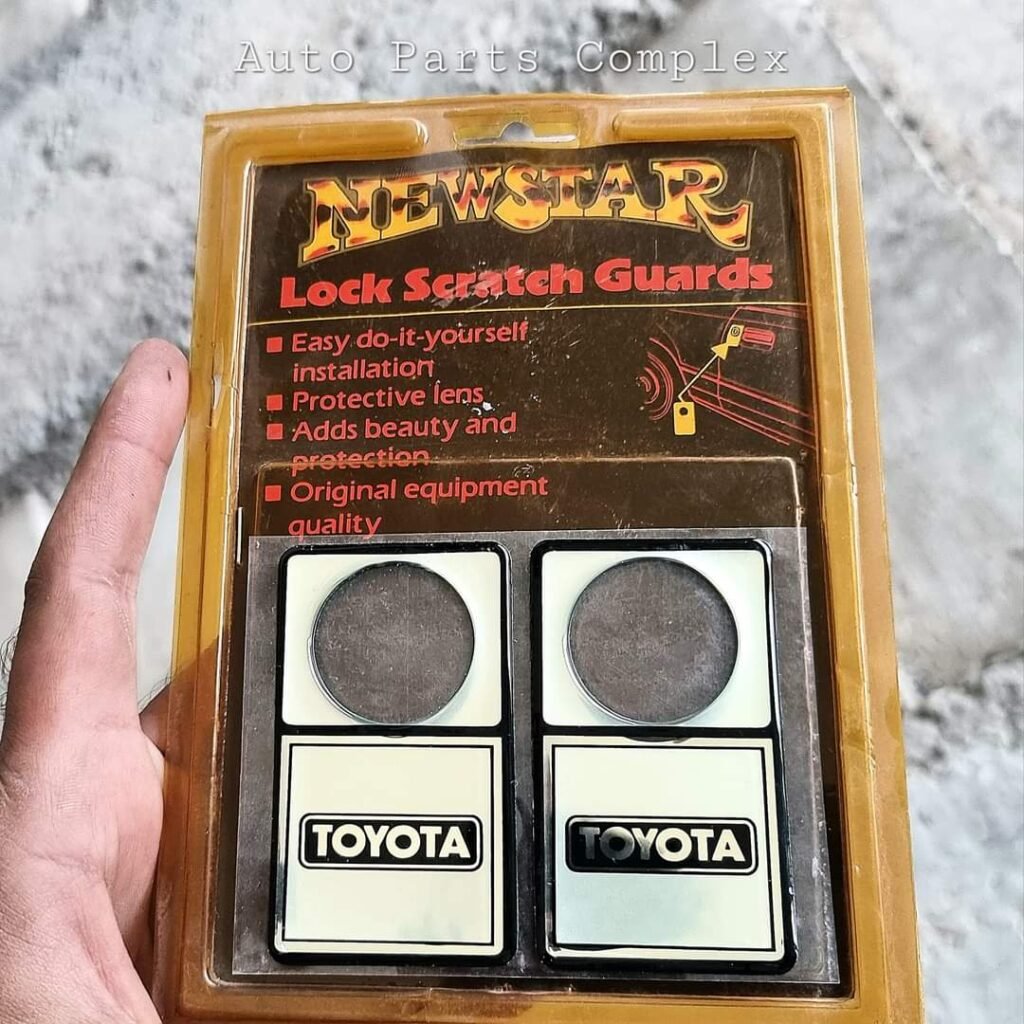 Auto Parts Complex
NEWSTAR
Lock Scratch Guards
Easy do-it-yourself
installation
Protective lens
Adds beauty and
protection
Original equipment
quality
TOYOTA
TOYOTA